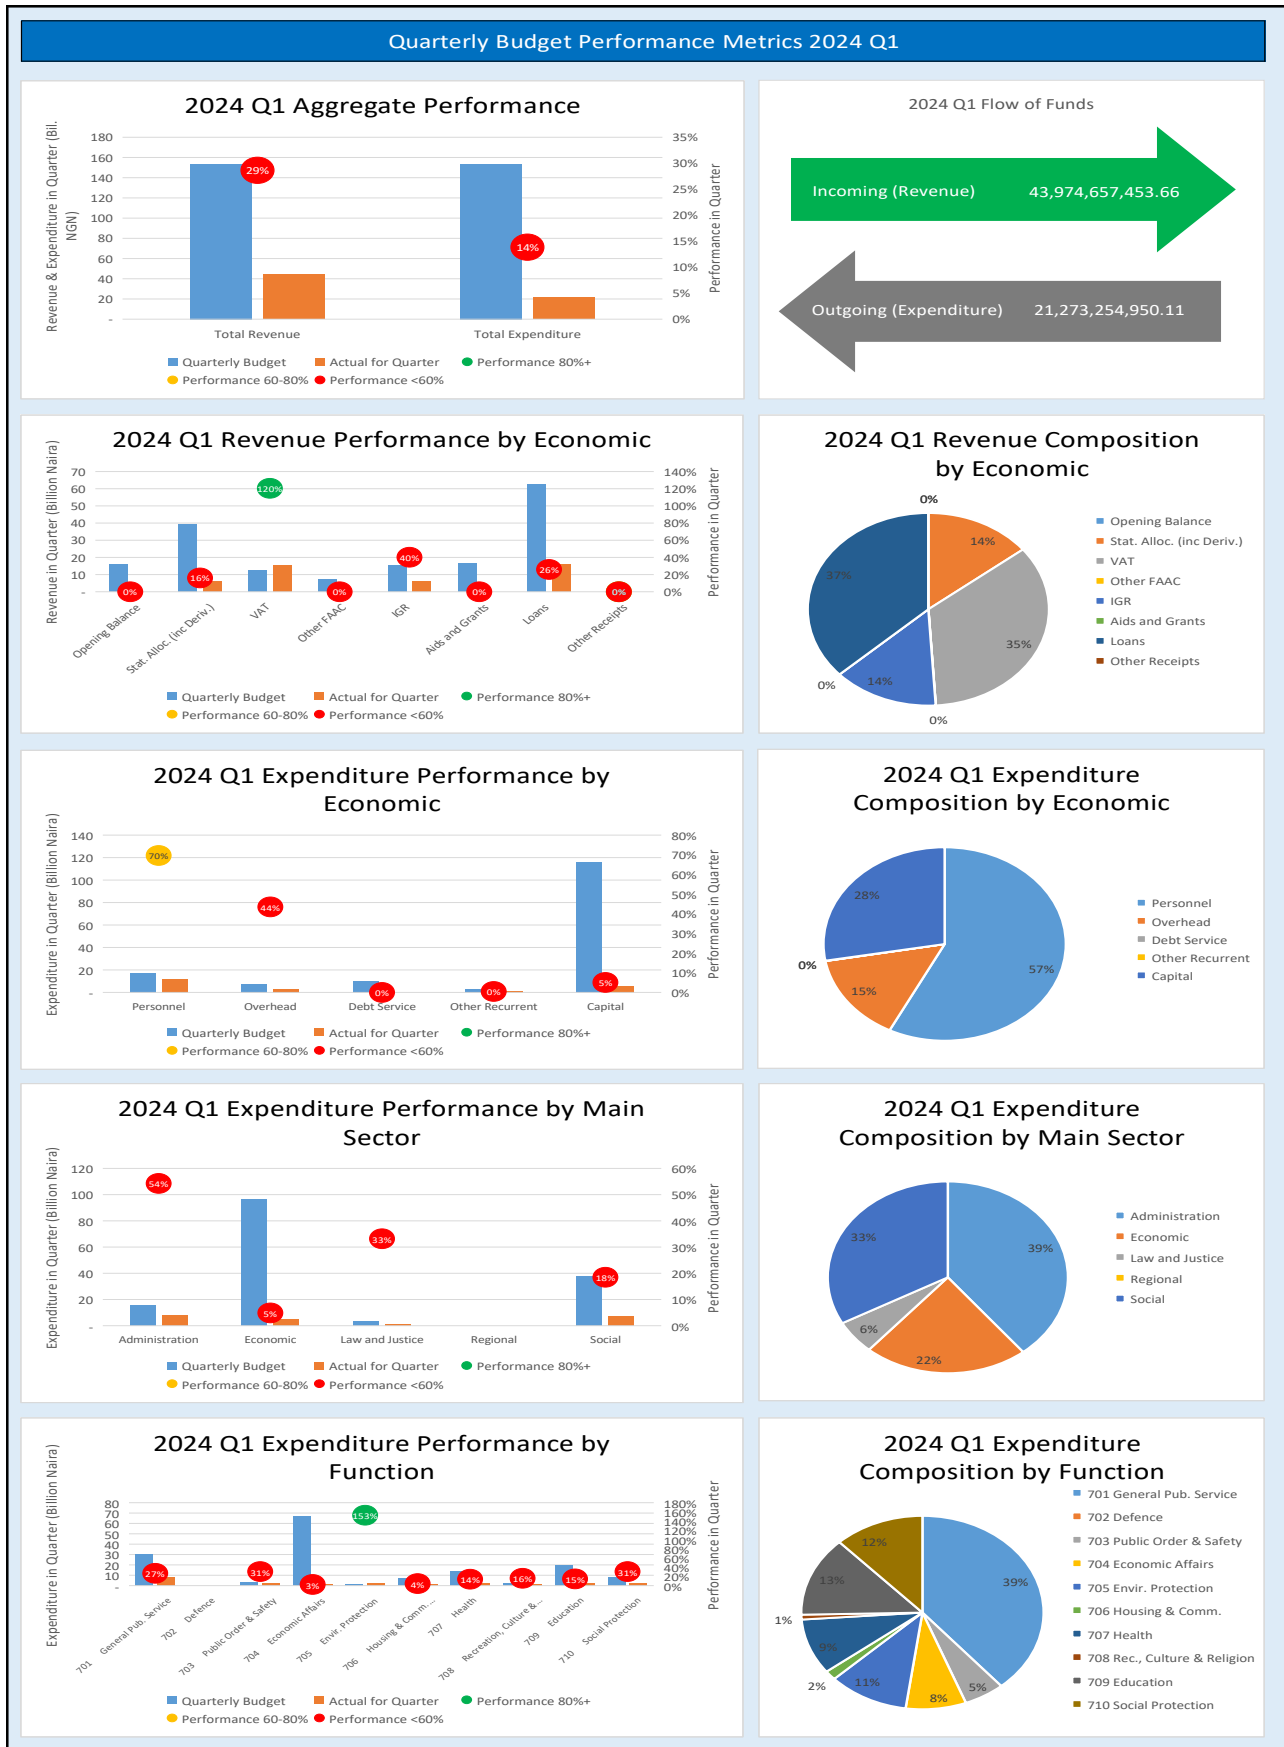 Quarterly Budget Performance Metrics 2024 Q1
2024 Q1 Aggregate Performance
Revenue & Expenditure in Quarter (Bil. NGN)
180
160
140
120
100
80
60
40
20
-
35%
30%
25%
20%
15%
10%
5%
0%
Performance in Quarter
29%
14%
Total Revenue
Total Expenditure
Quarterly Budget
Actual for Quarter
Performance 80%+
Performance 60-80%
Performance <60%
2024 Q1 Flow of Funds
Incoming (Revenue) 43,974,657,453.66
Outgoing (Expenditure) 21,273,254,950.11
2024 Q1 Revenue Performance by Economic
Revenue in Quarter (Billion Naira)
70
60
50
40
30
20
10
-
140%
120%
100%
80%
60%
40%
20%
0%
Performance in Quarter
0%
16%
120%
0%
40%
0%
26%
0%
Opening Balance
Stat. Alloc. (inc Deriv.)
VAT
Other FAAC
IGR
Aids and Grants
Loans
Other Receipts
Quarterly Budget
Actual for Quarter
Performance 80%+
Performance 60-80%
Performance <60%
2024 Q1 Revenue Composition
by Economic
0%
14%
35%
0%
14%
0%
37%
Opening Balance
Stat. Alloc. (inc Deriv.)
VAT
Other FAAC
IGR
Aids and Grants
Loans
Other Receipts
2024 Q1 Expenditure Performance by
Economic
Expenditure in Quarter (Billion Naira)
140
120
100
80
60
40
20
-
80%
70%
60%
50%
40%
30%
20%
10%
0%
Performance in Quarter
70%
44%
0%
0%
5%
Personnel
Overhead
Debt Service
Other Recurrent
Capital
Quarterly Budget
Actual for Quarter
Performance 80%+
Performance 60-80%
Performance <60%
2024 Q1 Expenditure
Composition by Economic
28%
0%
15%
57%
Personnel
Overhead
Debt Service
Other Recurrent
Capital
2024 Q1 Expenditure Performance by Main
Sector
Expenditure in Quarter (Billion Naira)
120
100
80
60
40
20
-
60%
50%
40%
30%
20%
10%
0%
Performance in Quarter
54%
5%
33%
18%
Administration
Economic
Law and Justice
Regional
Social
Quarterly Budget
Actual for Quarter
Performance 80%+
Performance 60-80%
Performance <60%
2024 Q1 Expenditure
Composition by Main Sector
33%
39%
6%
22%
Administration
Economic
Law and Justice
Regional
Social
2024 Q1 Expenditure Performance by
Function
Expenditure in Quarter (Billion Naira)
80
70
60
50
40
30
20
10
-
180%
160%
140%
120%
100%
80%
60%
40%
20%
0%
Performance in Quarter
27%
31%
3%
153%
4%
14%
16%
15%
31%
701 General Pub. Service
702 Defence
703 Public Order & Safety
704 Economic Affairs
705 Envir. Protection
706 Housing & Comm. ...
707 Health
708 Recreation, Culture & ...
709 Education
710 Social Protection
Quarterly Budget
Actual for Quarter
Performance 80%+
Performance 60-80%
Performance <60%
2024 Q1 Expenditure
Composition by Function
12%
13%
1%
9%
2%
11%
8%
5%
39%
701 General Pub. Service
702 Defence
703 Public Order & Safety
704 Economic Affairs
705 Envir. Protection
706 Housing & Comm.
707 Health
708 Rec., Culture & Religion
709 Education
710 Social Protection